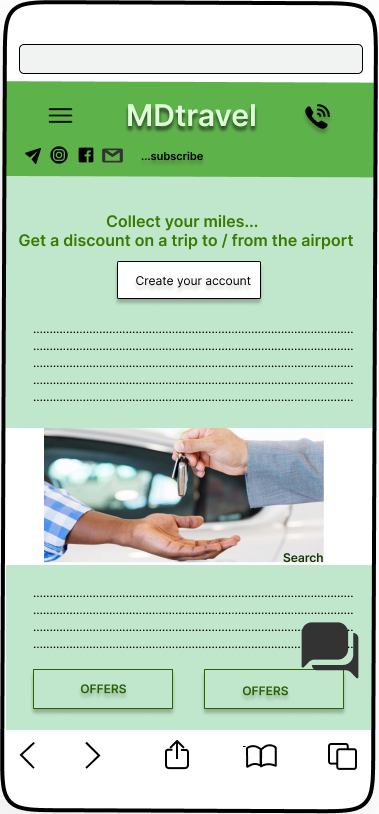 MDtravel
...subscribe
Collect your miles...
Get a discount on a trip to / from the airport
Create your account
Search
OFFERS
OFFERS